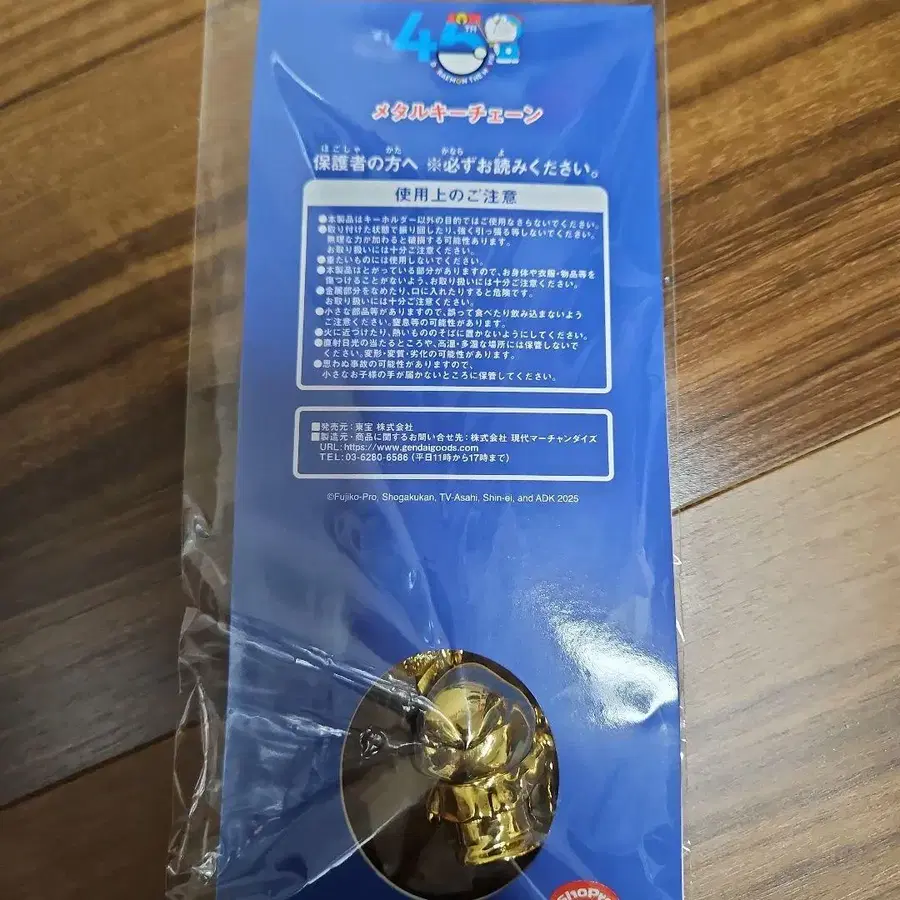 45TH
メタルキーチェーン
保護者の方へ ※必ずお読みください。
使用上のご注意
●本製品はキーホルダー以外の目的ではご使用なさらないでください。
●取り付けた状態で振り回したり、強く引っ張る等しないでください。
無理な力が加わると破損する可能性あります。
お取り扱いには十分ご注意ください。
●重たいものには使用しないでください。
●本製品はとがっている部分がありますので、お身体や衣服・物品等を
傷つけることがないよう、お取り扱いには十分ご注意ください。
●金属部分をなめたり、口に入れたりすると危険です。
お取り扱いには十分ご注意ください。
●小さな部品等がありますので、誤って食べたり飲み込まないよう
ご注意ください。窒息等の可能性があります。
●火に近づけたり、熱いもののそばに置かないようにしてください。
●直射日光の当たるところや、高温・多湿な場所には保管しないで
ください。変形・変質・劣化の可能性があります。
●思わぬ事故の可能性がありますので、
小さなお子様の手が届かないところに保管してください。
■発売元：東宝 株式会社
■製造元・商品に関するお問い合せ先：株式会社 現代マーチャンダイズ
URL：https://www.gendaigoods.com
TEL：03-6280-6586 (平日11時から17時まで)
©Fujiko-Pro, Shogakukan, TV-Asahi, Shin-ei, and ADK 2025
ShoPro